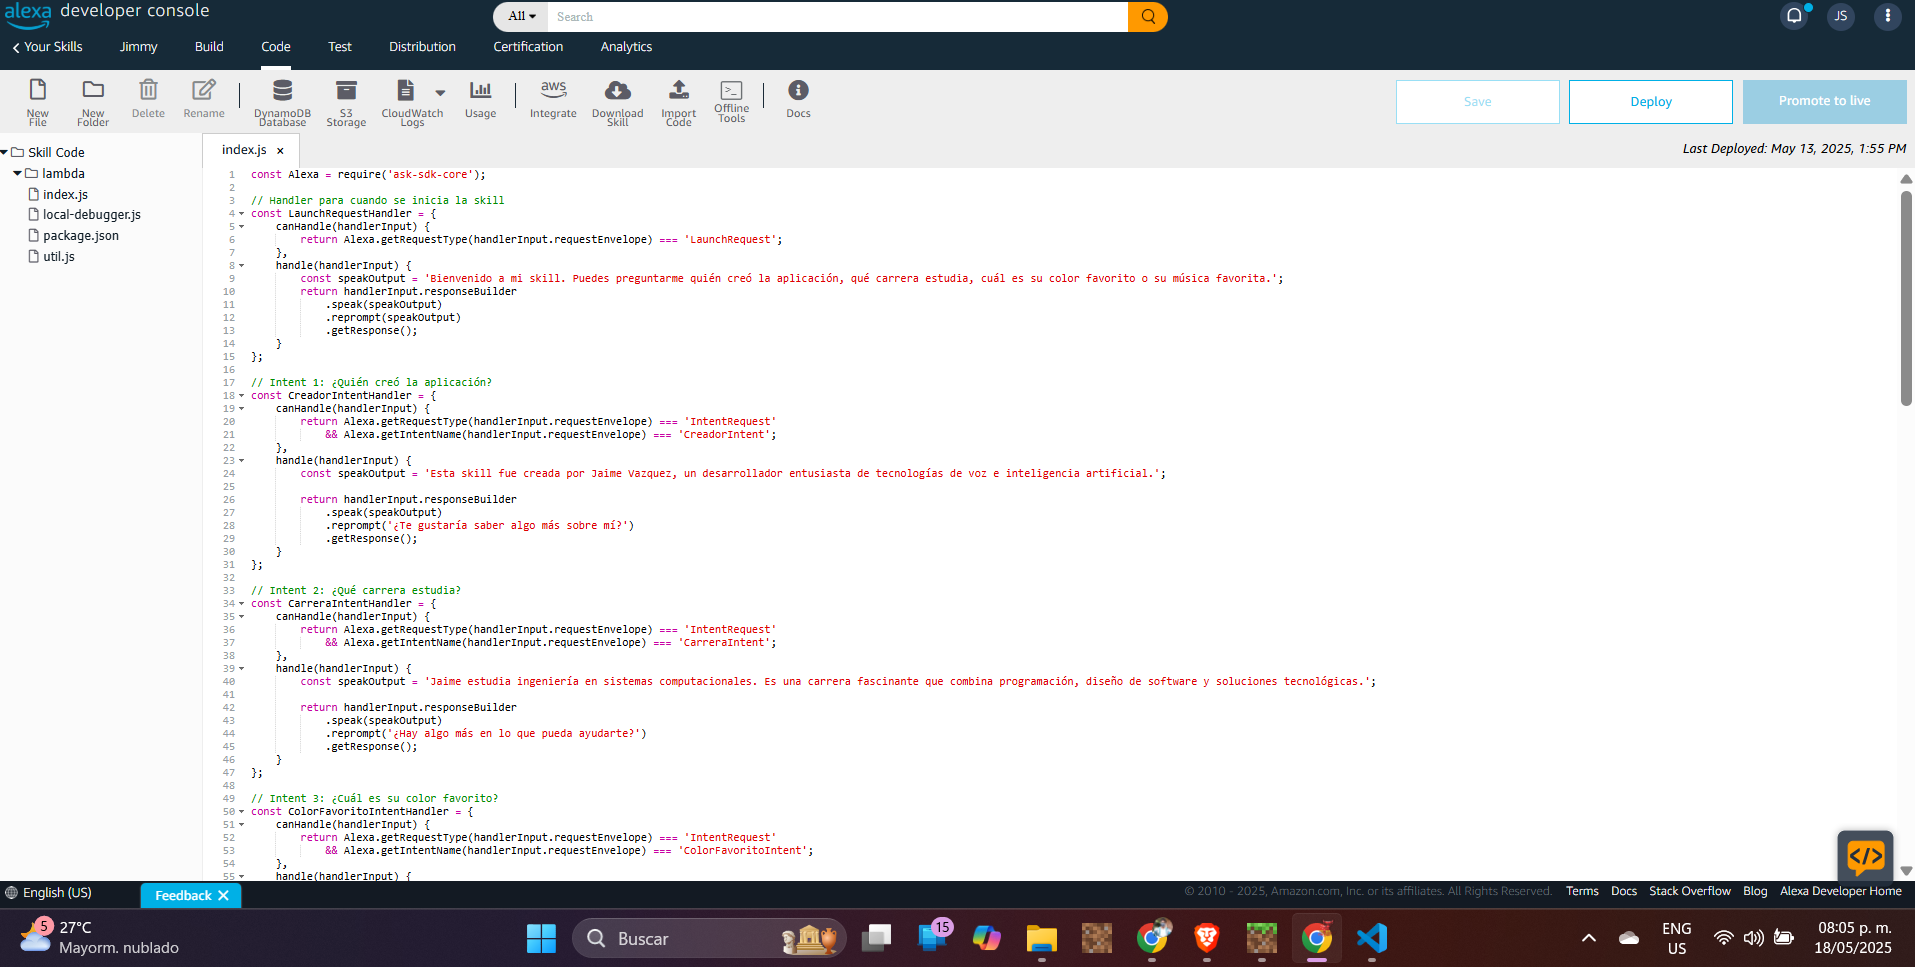 alexa developer console
All
Search
JS
Your Skills
Jimmy
Build
Code
Test
Distribution
Certification
Analytics
New File
New Folder
Delete
Rename
DynamoDB Database
S3 Storage
CloudWatch Logs
Usage
aws
Integrate
Download Skill
Import Code
Offline Tools
Docs
Save
Deploy
Promote to live
Skill Code
lambda
index.js
local-debugger.js
package.json
util.js
index.js ×
Last Deployed: May 13, 2025, 1:55 PM
1 const Alexa = require('ask-sdk-core');
2
3 // Handler para cuando se inicia la skill
4 const LaunchRequestHandler = {
5 canHandle(handlerInput) {
6 return Alexa.getRequestType(handlerInput.requestEnvelope) === 'LaunchRequest';
7 },
8 handle(handlerInput) {
9 const speakOutput = 'Bienvenido a mi skill. Puedes preguntarme quién creó la aplicación, qué carrera estudia, cuál es su color favorito o su música favorita.';
10 return handlerInput.responseBuilder
11 .speak(speakOutput)
12 .reprompt(speakOutput)
13 .getResponse();
14 }
15 };
16
17 // Intent 1: ¿Quién creó la aplicación?
18 const CreadorIntentHandler = {
19 canHandle(handlerInput) {
20 return Alexa.getRequestType(handlerInput.requestEnvelope) === 'IntentRequest'
21 && Alexa.getIntentName(handlerInput.requestEnvelope) === 'CreadorIntent';
22 },
23 handle(handlerInput) {
24 const speakOutput = 'Esta skill fue creada por Jaime Vazquez, un desarrollador entusiasta de tecnologías de voz e inteligencia artificial.';
25
26 return handlerInput.responseBuilder
27 .speak(speakOutput)
28 .reprompt('¿Te gustaría saber algo más sobre mí?')
29 .getResponse();
30 }
31 };
32
33 // Intent 2: ¿Qué carrera estudia?
34 const CarreraIntentHandler = {
35 canHandle(handlerInput) {
36 return Alexa.getRequestType(handlerInput.requestEnvelope) === 'IntentRequest'
37 && Alexa.getIntentName(handlerInput.requestEnvelope) === 'CarreraIntent';
38 },
39 handle(handlerInput) {
40 const speakOutput = 'Jaime estudia ingeniería en sistemas computacionales. Es una carrera fascinante que combina programación, diseño de software y soluciones tecnológicas.';
41
42 return handlerInput.responseBuilder
43 .speak(speakOutput)
44 .reprompt('¿Hay algo más en lo que pueda ayudarte?')
45 .getResponse();
46 }
47 };
48
49 // Intent 3: ¿Cuál es su color favorito?
50 const ColorFavoritoIntentHandler = {
51 canHandle(handlerInput) {
52 return Alexa.getRequestType(handlerInput.requestEnvelope) === 'IntentRequest'
53 && Alexa.getIntentName(handlerInput.requestEnvelope) === 'ColorFavoritoIntent';
54 },
55 handle(handlerInput) {
English (US)
Feedback
© 2010 - 2025, Amazon.com, Inc. or its affiliates. All Rights Reserved.
Terms
Docs
Stack Overflow
Blog
Alexa Developer Home
5
27°C
Mayorm. nublado
Buscar
15
ENG
US
08:05 p. m.
18/05/2025